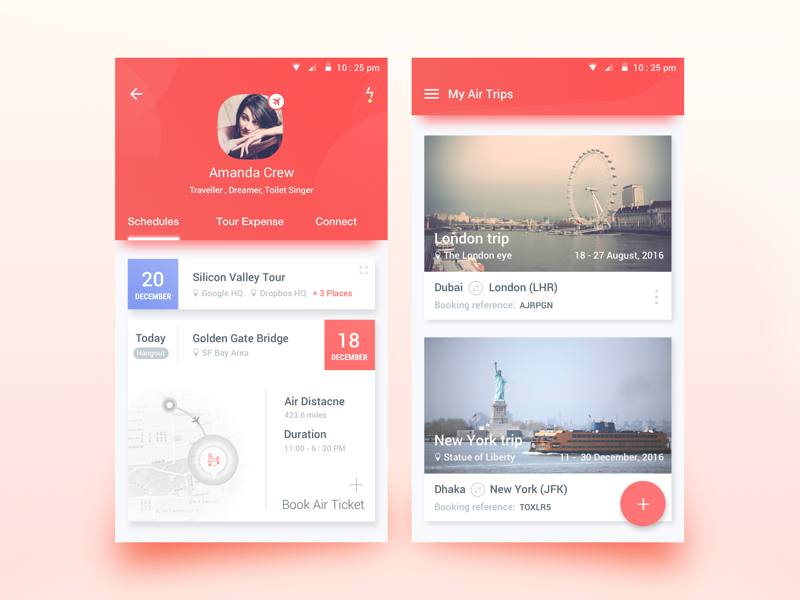 10 : 25 pm
Amanda Crew
Traveller , Dreamer, Toilet Singer
Schedules Tour Expense Connect
20
DECEMBER
Silicon Valley Tour
Google HQ Dropbox HQ + 3 Places
Today
Hangout
Golden Gate Bridge
SF Bay Area
18
DECEMBER
Air Distacne
423.6 miles
Duration
11:00 - 6 : 30 PM
+
Book Air Ticket
10 : 25 pm
My Air Trips
London trip
The London eye 18 - 27 August, 2016
Dubai London (LHR)
Booking reference: AJRPGN
New York trip
Statue of Liberty 11 - 30 December, 2016
Dhaka New York (JFK)
Booking reference: TOXLR5
+